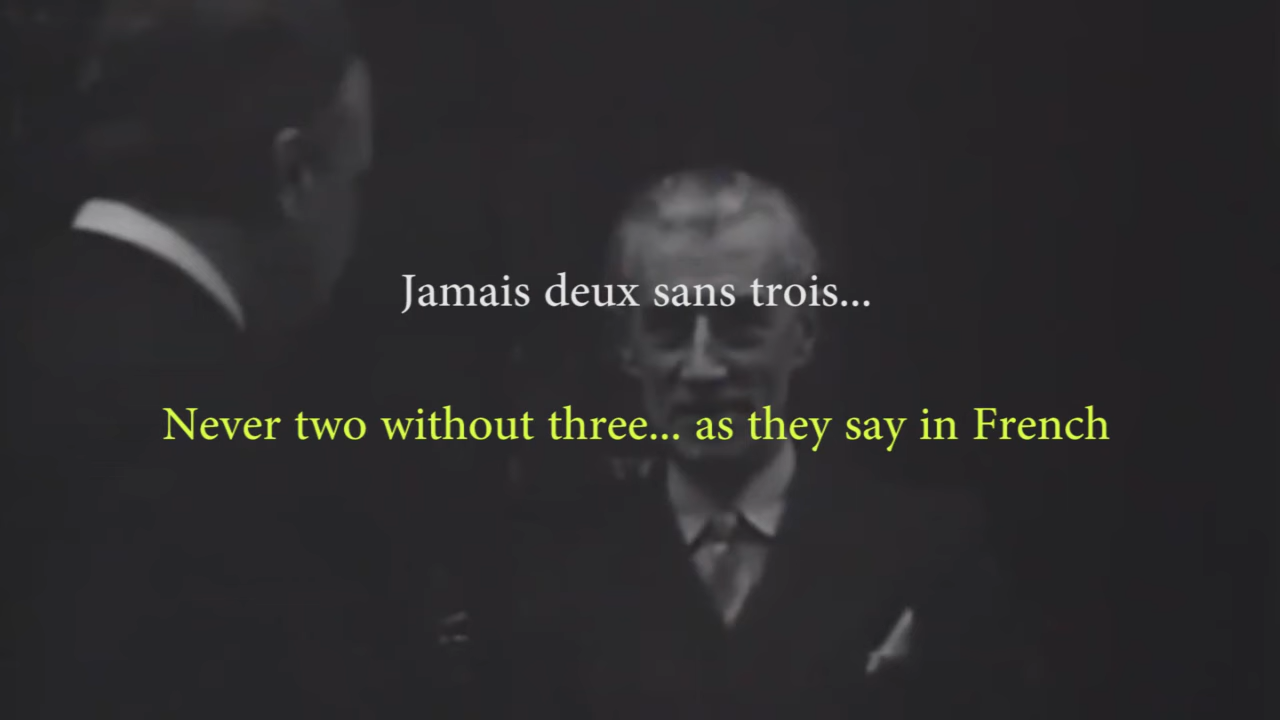 Jamais deux sans trois...
Never two without three... as they say in French